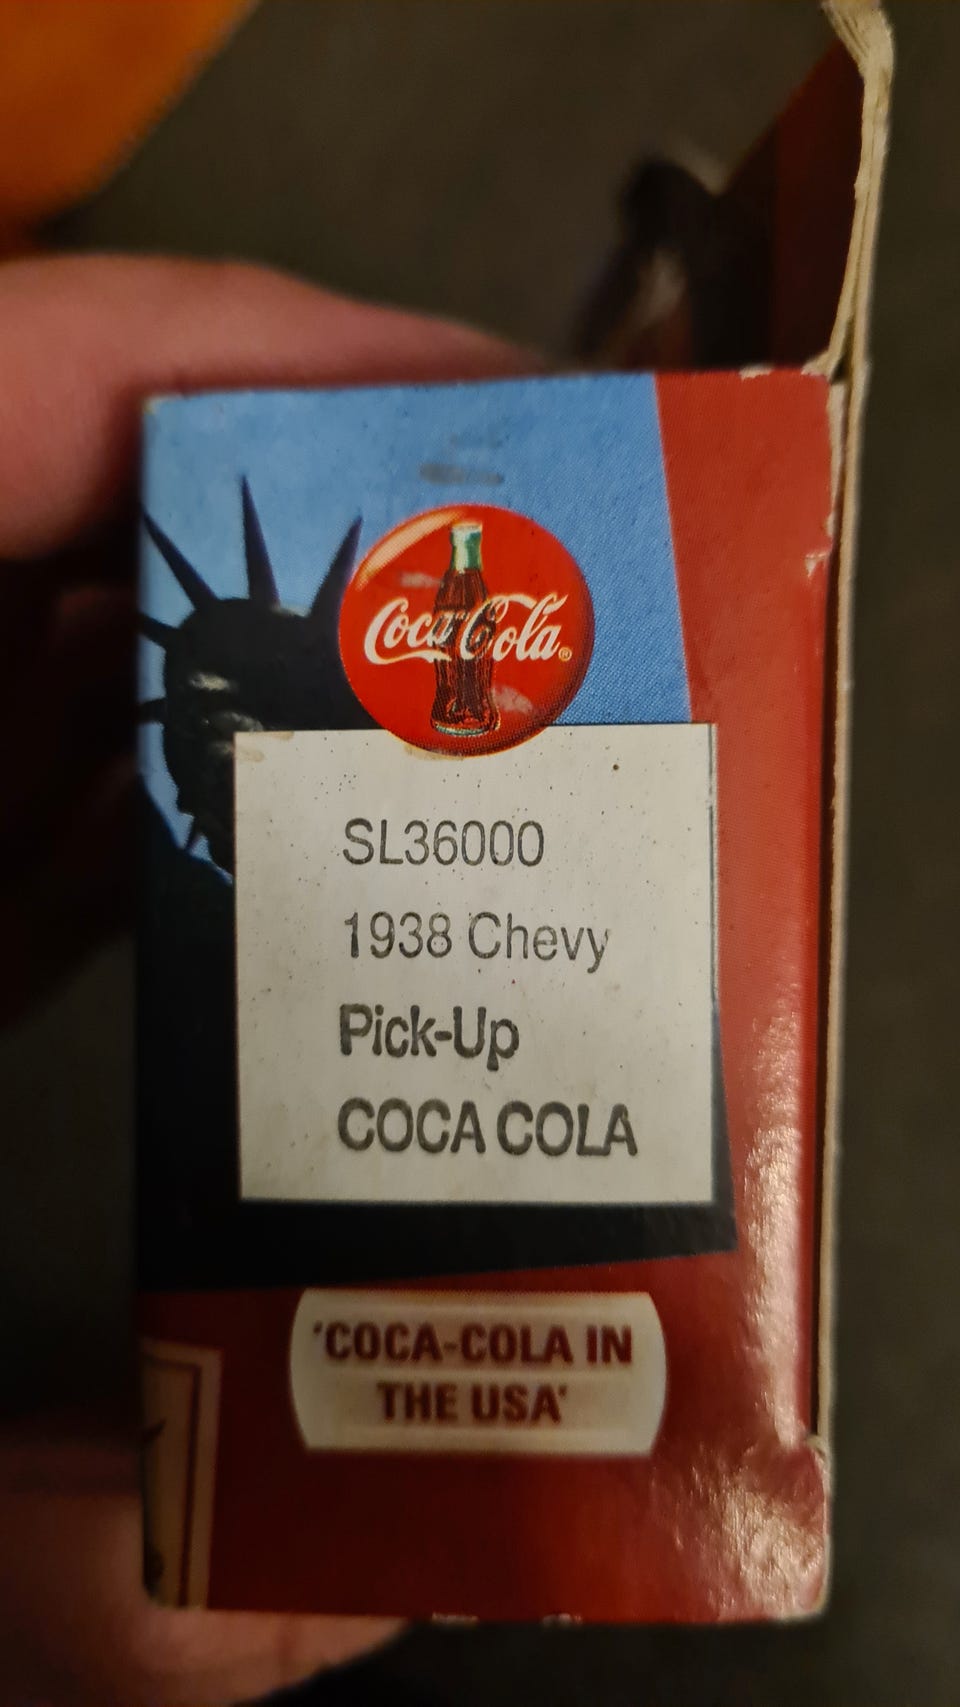 Coca-Cola®
SL36000
1938 Chevy
Pick-Up
COCA COLA
'COCA-COLA IN
THE USA'